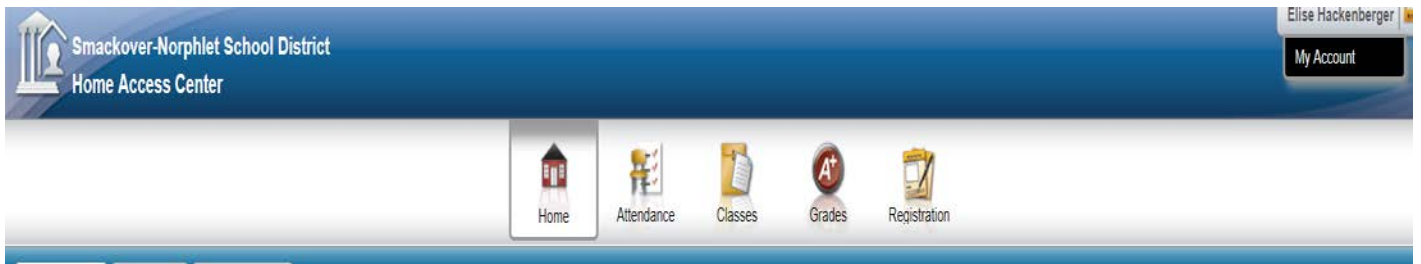 Elise Hackenberger
Smackover-Norphlet School District
My Account
Home Access Center
A+
Home
Attendance
Classes
Grades
Registration